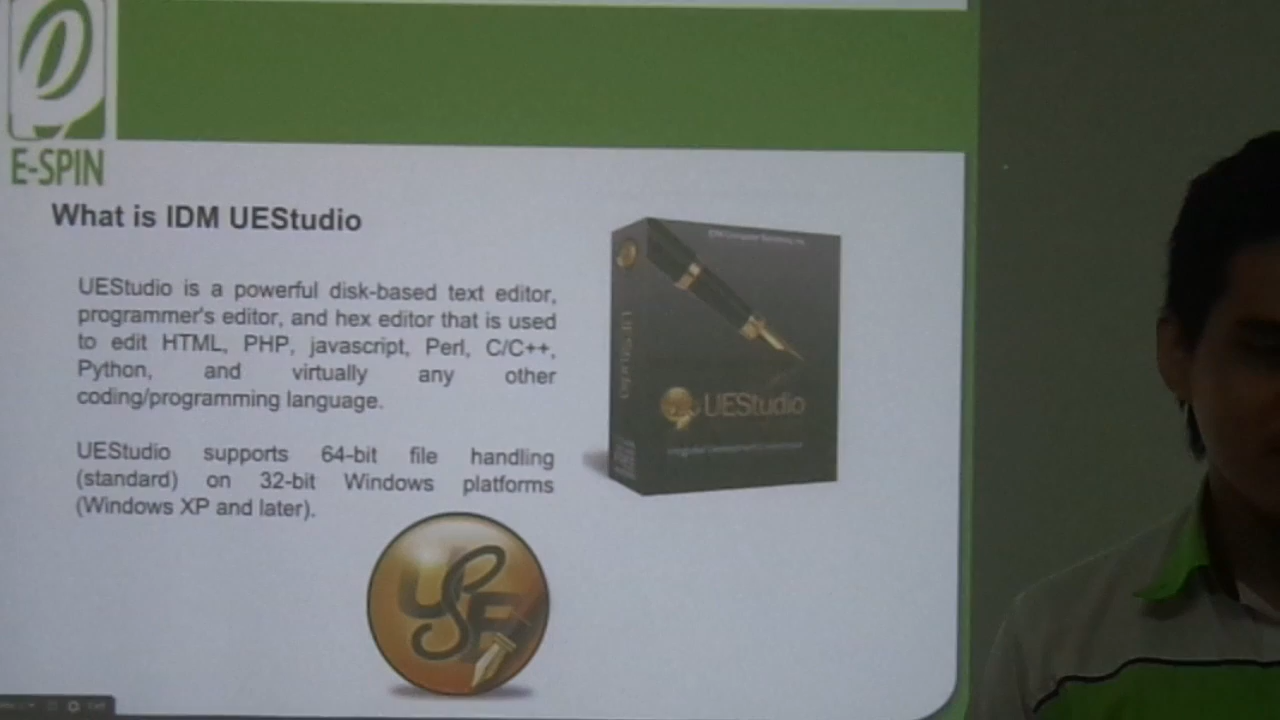 E-SPIN
What is IDM UEStudio
UEStudio is a powerful disk-based text editor,
programmer's editor, and hex editor that is used
to edit HTML, PHP, javascript, Perl, C/C++,
Python, and virtually any other
coding/programming language.
UEStudio supports 64-bit file handling
(standard) on 32-bit Windows platforms
(Windows XP and later).
UEStudio
UEStudio
USE